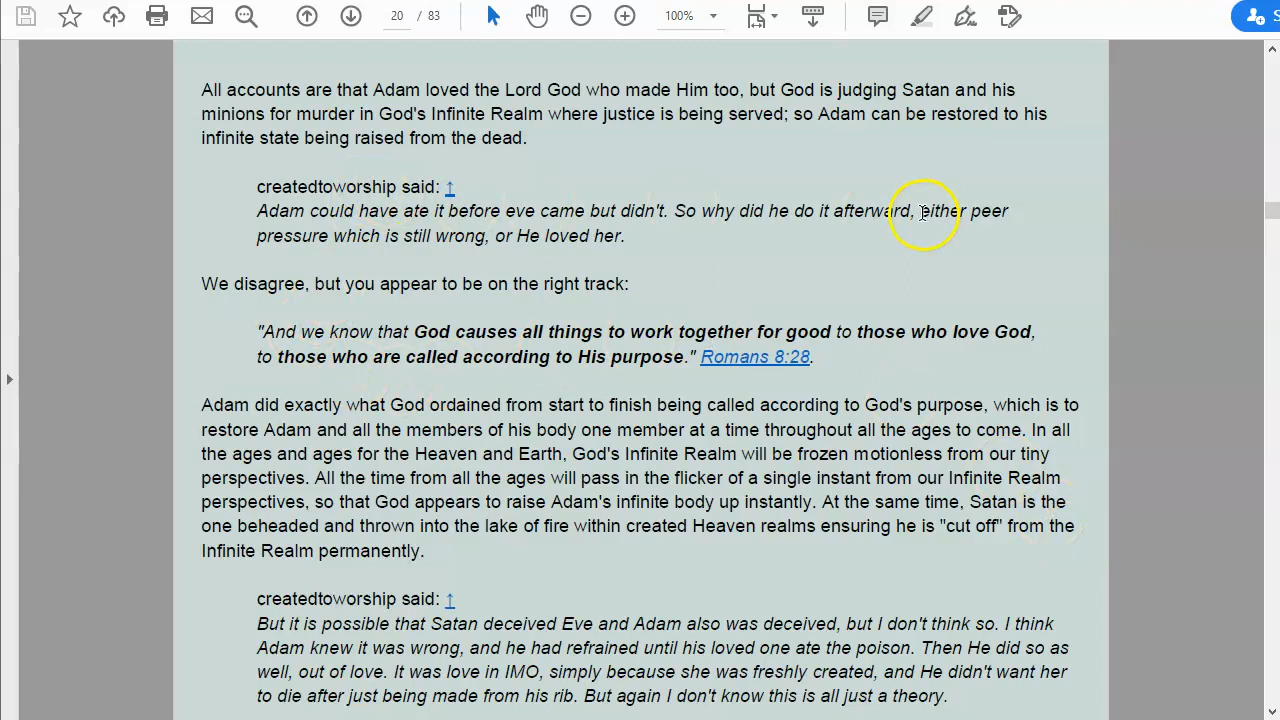 20 / 83
100%
S
All accounts are that Adam loved the Lord God who made Him too, but God is judging Satan and his
minions for murder in God's Infinite Realm where justice is being served; so Adam can be restored to his
infinite state being raised from the dead.
createdtoworship said: ↑
Adam could have ate it before eve came but didn't. So why did he do it afterward, either peer
pressure which is still wrong, or He loved her.
We disagree, but you appear to be on the right track:
"And we know that God causes all things to work together for good to those who love God,
to those who are called according to His purpose." Romans 8:28.
Adam did exactly what God ordained from start to finish being called according to God's purpose, which is to
restore Adam and all the members of his body one member at a time throughout all the ages to come. In all
the ages and ages for the Heaven and Earth, God's Infinite Realm will be frozen motionless from our tiny
perspectives. All the time from all the ages will pass in the flicker of a single instant from our Infinite Realm
perspectives, so that God appears to raise Adam's infinite body up instantly. At the same time, Satan is the
one beheaded and thrown into the lake of fire within created Heaven realms ensuring he is "cut off" from the
Infinite Realm permanently.
createdtoworship said: ↑
But it is possible that Satan deceived Eve and Adam also was deceived, but I don't think so. I think
Adam knew it was wrong, and he had refrained until his loved one ate the poison. Then He did so as
well, out of love. It was love in IMO, simply because she was freshly created, and He didn't want her
to die after just being made from his rib. But again I don't know this is all just a theory.